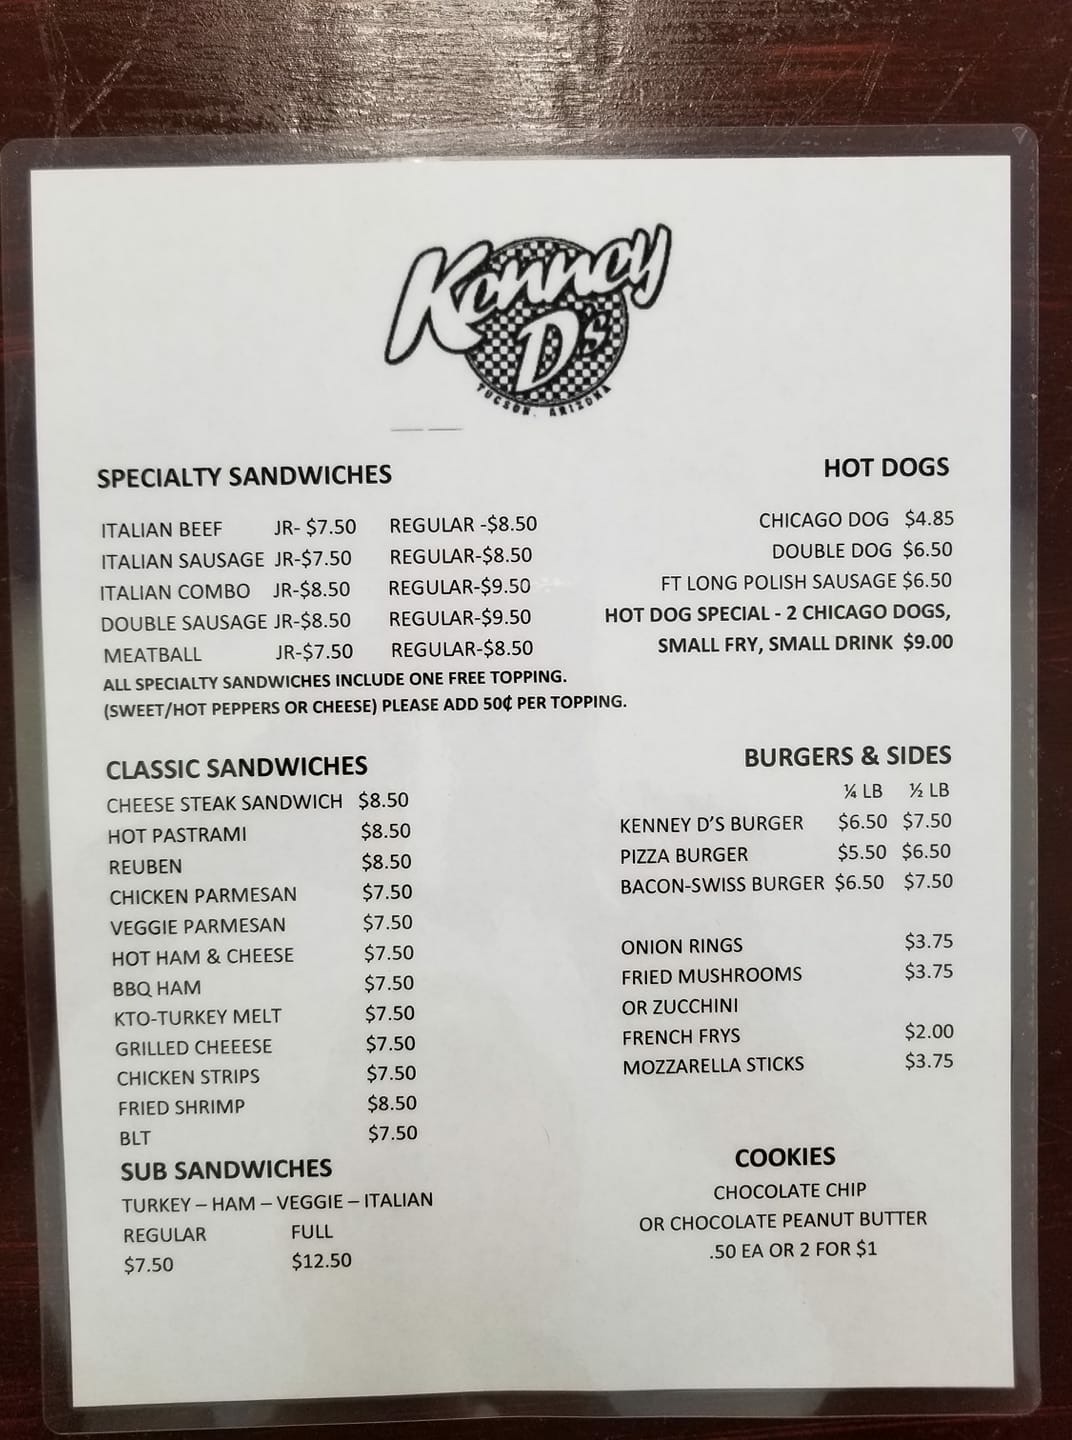 Kenney
D's
TUCSON, ARIZONA
SPECIALTY SANDWICHES
ITALIAN BEEF JR- $7.50 REGULAR -$8.50
ITALIAN SAUSAGE JR-$7.50 REGULAR-$8.50
ITALIAN COMBO JR-$8.50 REGULAR-$9.50
DOUBLE SAUSAGE JR-$8.50 REGULAR-$9.50
MEATBALL JR-$7.50 REGULAR-$8.50
ALL SPECIALTY SANDWICHES INCLUDE ONE FREE TOPPING.
(SWEET/HOT PEPPERS OR CHEESE) PLEASE ADD 50¢ PER TOPPING.
HOT DOGS
CHICAGO DOG $4.85
DOUBLE DOG $6.50
FT LONG POLISH SAUSAGE $6.50
HOT DOG SPECIAL - 2 CHICAGO DOGS,
SMALL FRY, SMALL DRINK $9.00
CLASSIC SANDWICHES
CHEESE STEAK SANDWICH $8.50
HOT PASTRAMI $8.50
REUBEN $8.50
CHICKEN PARMESAN $7.50
VEGGIE PARMESAN $7.50
HOT HAM & CHEESE $7.50
BBQ HAM $7.50
KTO-TURKEY MELT $7.50
GRILLED CHEEESE $7.50
CHICKEN STRIPS $7.50
FRIED SHRIMP $8.50
BLT $7.50
SUB SANDWICHES
TURKEY – HAM – VEGGIE – ITALIAN
REGULAR FULL
$7.50 $12.50
BURGERS & SIDES
¼ LB ½ LB
KENNEY D'S BURGER $6.50 $7.50
PIZZA BURGER $5.50 $6.50
BACON-SWISS BURGER $6.50 $7.50
ONION RINGS $3.75
FRIED MUSHROOMS $3.75
OR ZUCCHINI
FRENCH FRYS $2.00
MOZZARELLA STICKS $3.75
COOKIES
CHOCOLATE CHIP
OR CHOCOLATE PEANUT BUTTER
.50 EA OR 2 FOR $1